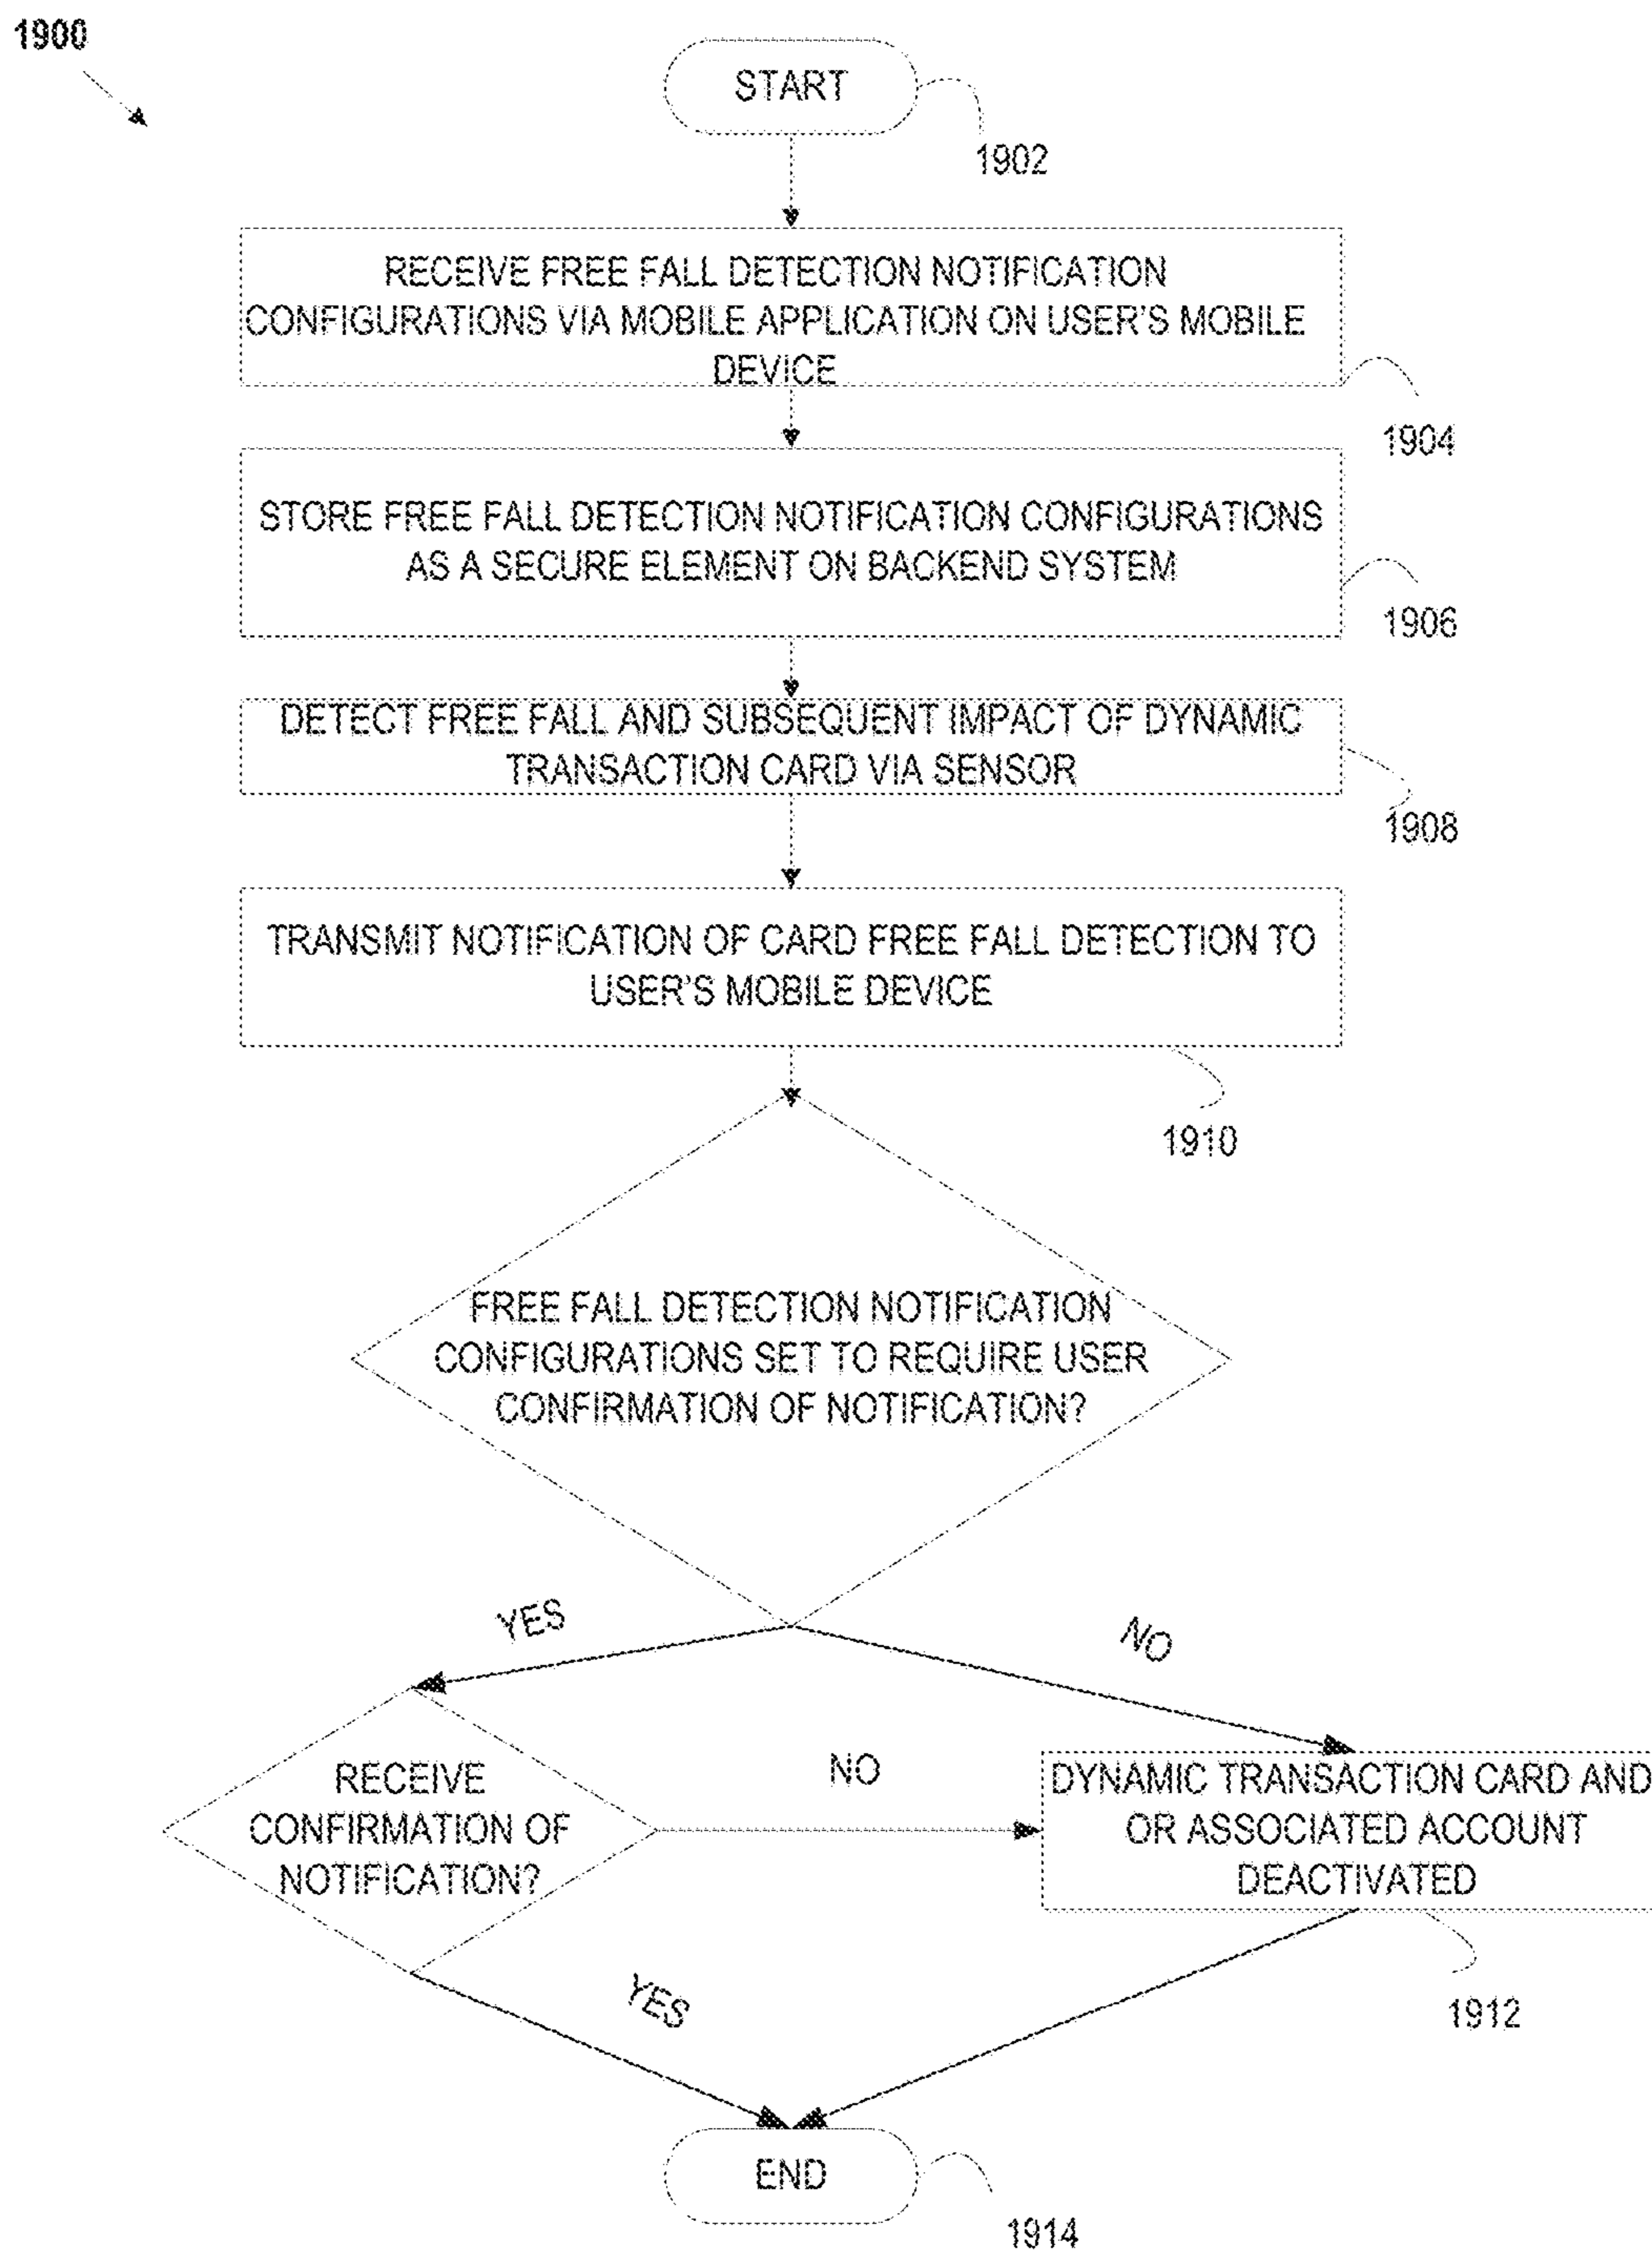 1900
START
1902
RECEIVE FREE FALL DETECTION NOTIFICATION
CONFIGURATIONS VIA MOBILE APPLICATION ON USER'S MOBILE
DEVICE
1904
STORE FREE FALL DETECTION NOTIFICATION CONFIGURATIONS
AS A SECURE ELEMENT ON BACKEND SYSTEM
1906
DETECT FREE FALL AND SUBSEQUENT IMPACT OF DYNAMIC
TRANSACTION CARD VIA SENSOR
1908
TRANSMIT NOTIFICATION OF CARD FREE FALL DETECTION TO
USER'S MOBILE DEVICE
1910
FREE FALL DETECTION NOTIFICATION
CONFIGURATIONS SET TO REQUIRE USER
CONFIRMATION OF NOTIFICATION?
YES
NO
RECEIVE
CONFIRMATION OF
NOTIFICATION?
NO
DYNAMIC TRANSACTION CARD AND
OR ASSOCIATED ACCOUNT
DEACTIVATED
YES
1912
END
1914